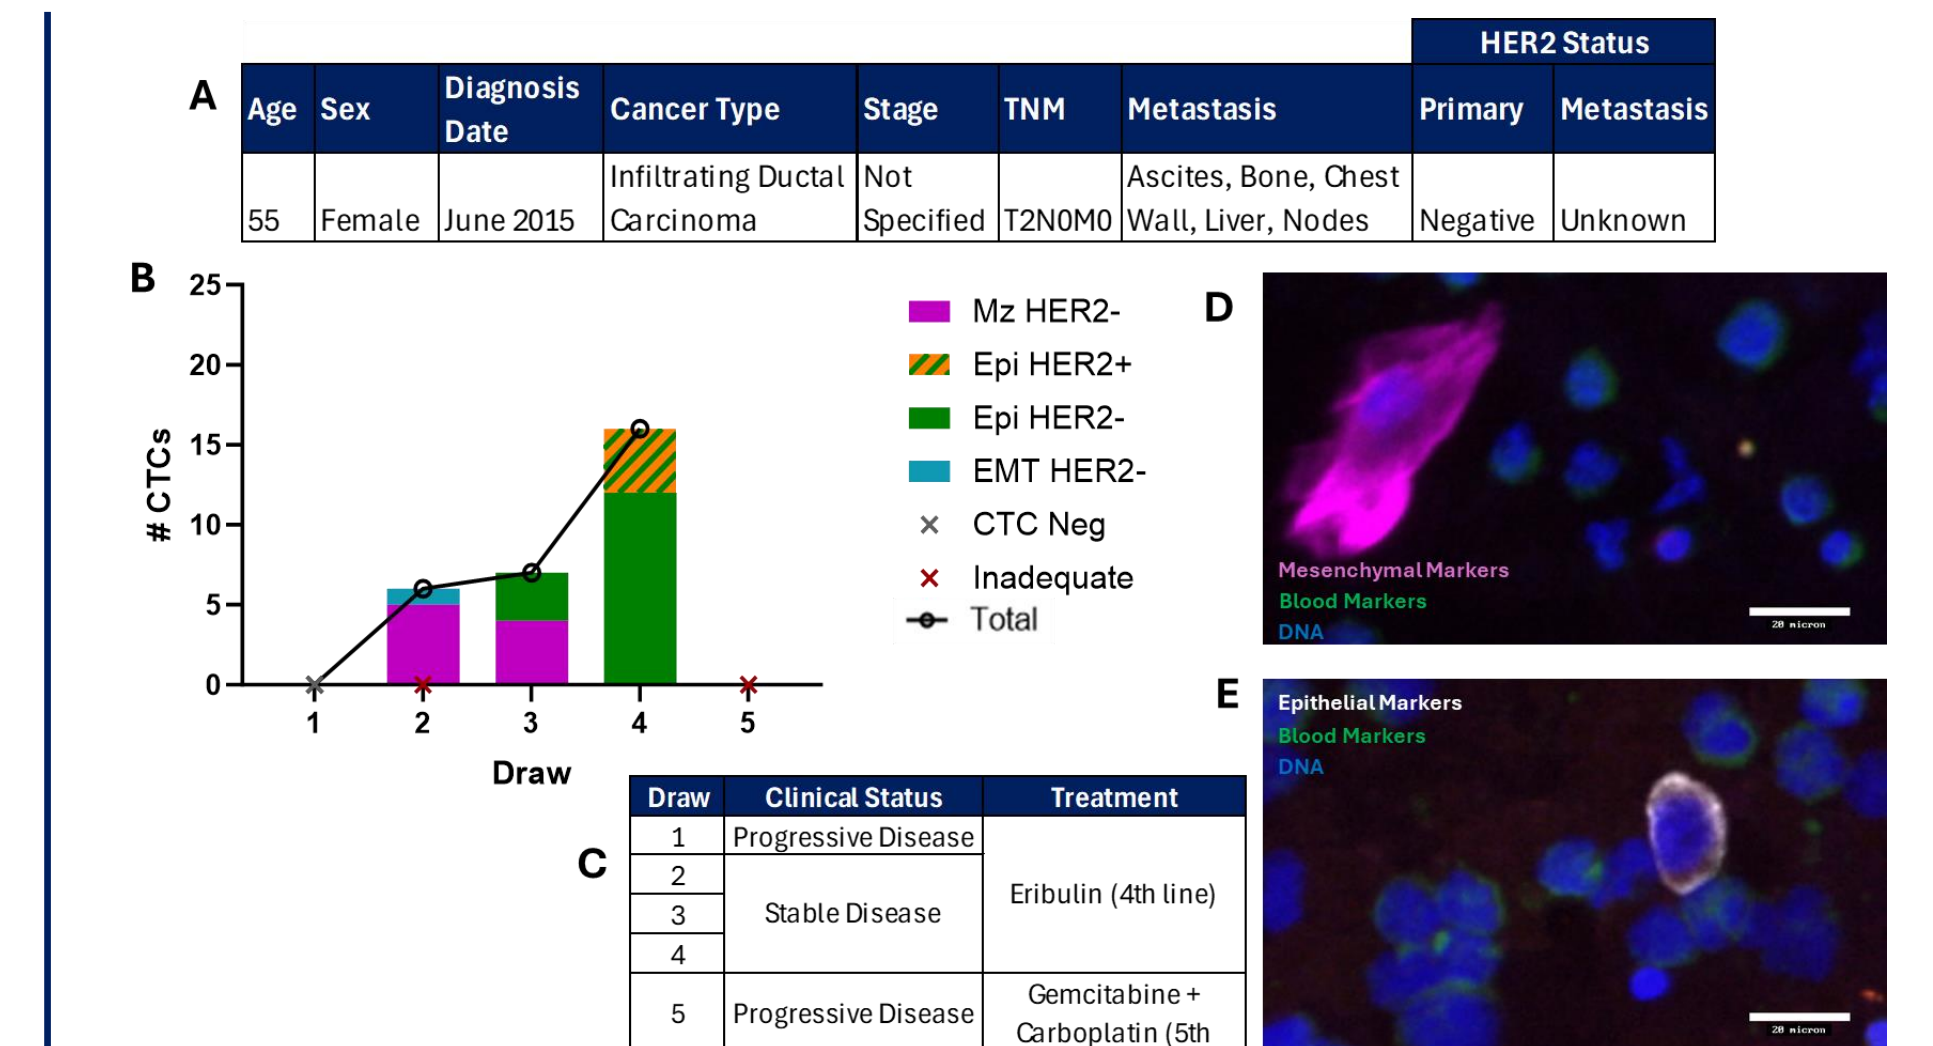 HER2 Status
A
Age Sex Diagnosis Date Cancer Type Stage TNM Metastasis Primary Metastasis
55 Female June 2015 Infiltrating Ductal Carcinoma Not Specified T2N0M0 Ascites, Bone, Chest Wall, Liver, Nodes Negative Unknown
B
25
20
15
10
5
0
# CTCs
1 2 3 4 5
Draw
Mz HER2-
Epi HER2+
Epi HER2-
EMT HER2-
CTC Neg
Inadequate
Total
C
Draw Clinical Status Treatment
1 Progressive Disease
2
3 Stable Disease
4
Eribulin (4th line)
5 Progressive Disease
Gemcitabine +
Carboplatin (5th
D
Mesenchymal Markers
Blood Markers
DNA
20 micron
E
Epithelial Markers
Blood Markers
DNA
20 micron